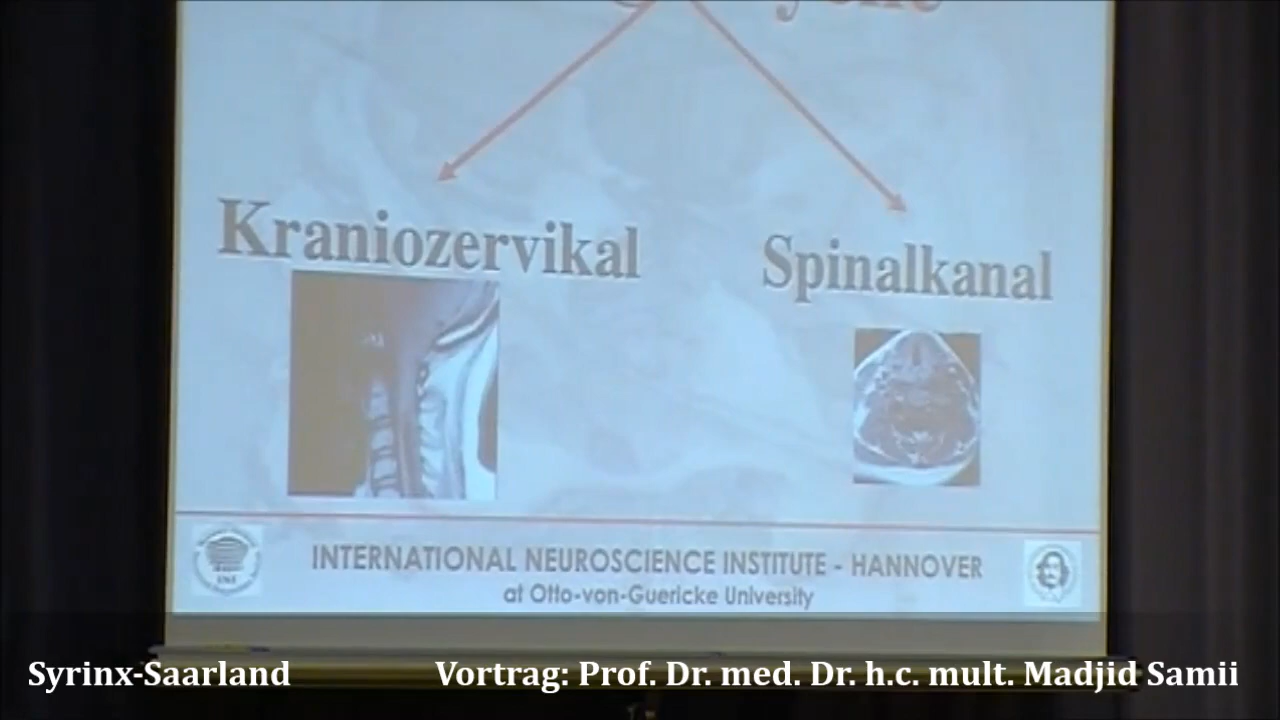 Kraniozervikal
Spinalkanal
INTERNATIONAL NEUROSCIENCE INSTITUTE - HANNOVER
at Otto-von-Guericke University
INI
Syrinx-Saarland
Vortrag: Prof. Dr. med. Dr. h.c. mult. Madjid Samii